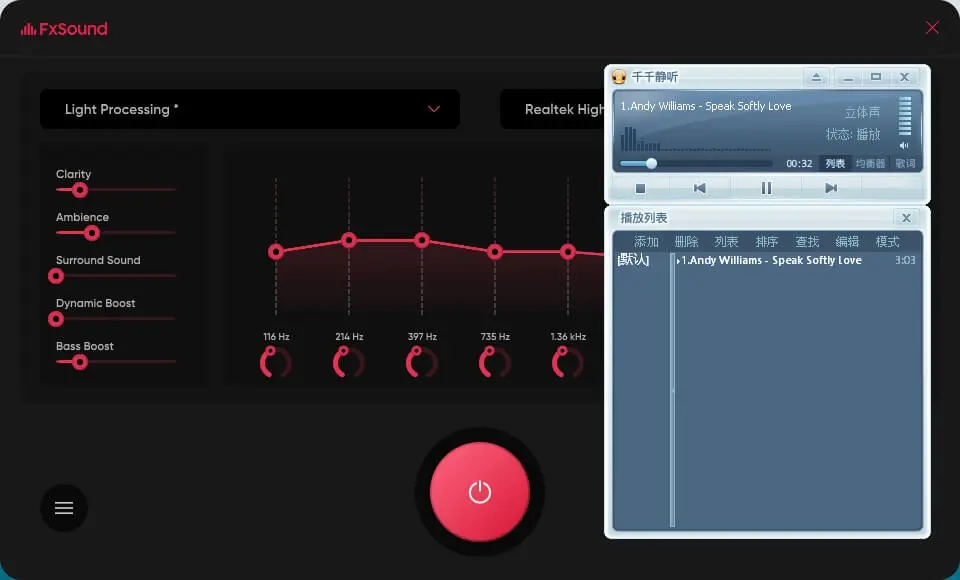 FxSound
Light Processing *
Realtek High
Clarity
Ambience
Surround Sound
Dynamic Boost
Bass Boost
116 Hz
214 Hz
397 Hz
735 Hz
1.36 kHz
千千静听
1.Andy Williams - Speak Softly Love
立体声
状态: 播放
00:32
列表
均衡器
歌词
播放列表
添加
删除
列表
排序
查找
编辑
模式
[默认]
1.Andy Williams - Speak Softly Love
3:03